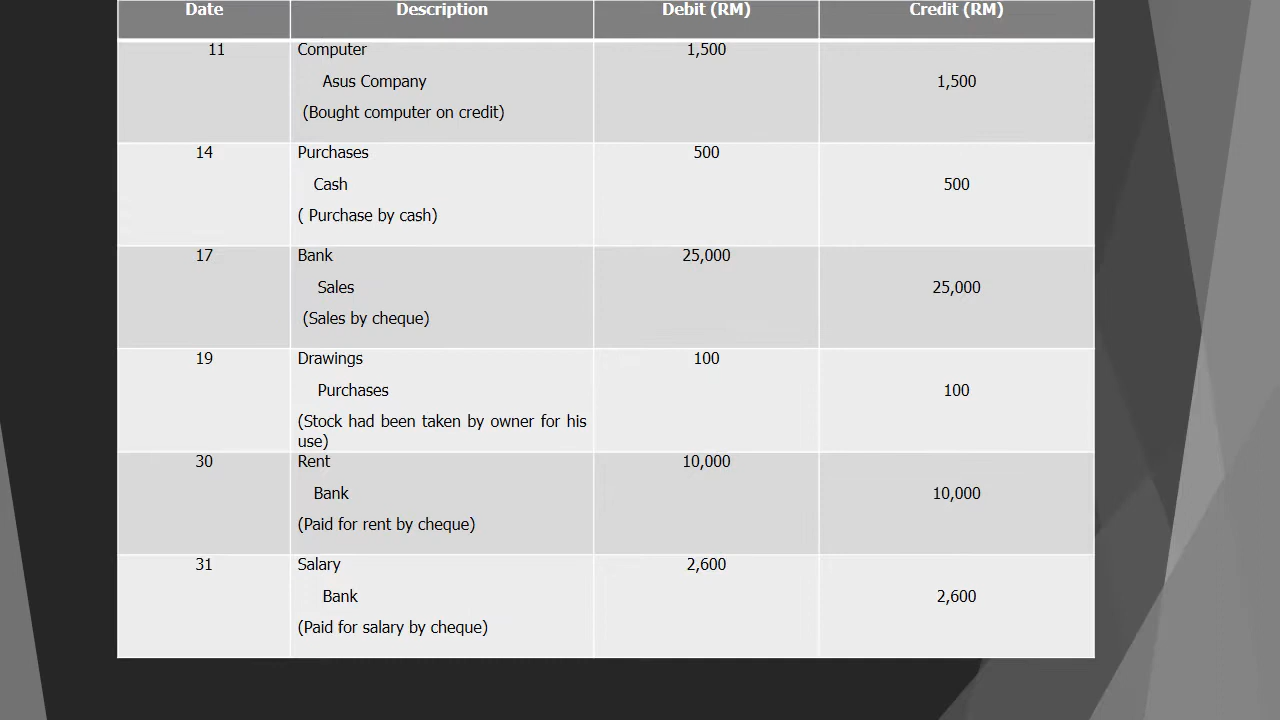 Date Description Debit (RM) Credit (RM)
11 Computer 1,500
Asus Company 1,500
(Bought computer on credit)
14 Purchases 500
Cash 500
( Purchase by cash)
17 Bank 25,000
Sales 25,000
(Sales by cheque)
19 Drawings 100
Purchases 100
(Stock had been taken by owner for his
use)
30 Rent 10,000
Bank 10,000
(Paid for rent by cheque)
31 Salary 2,600
Bank 2,600
(Paid for salary by cheque)